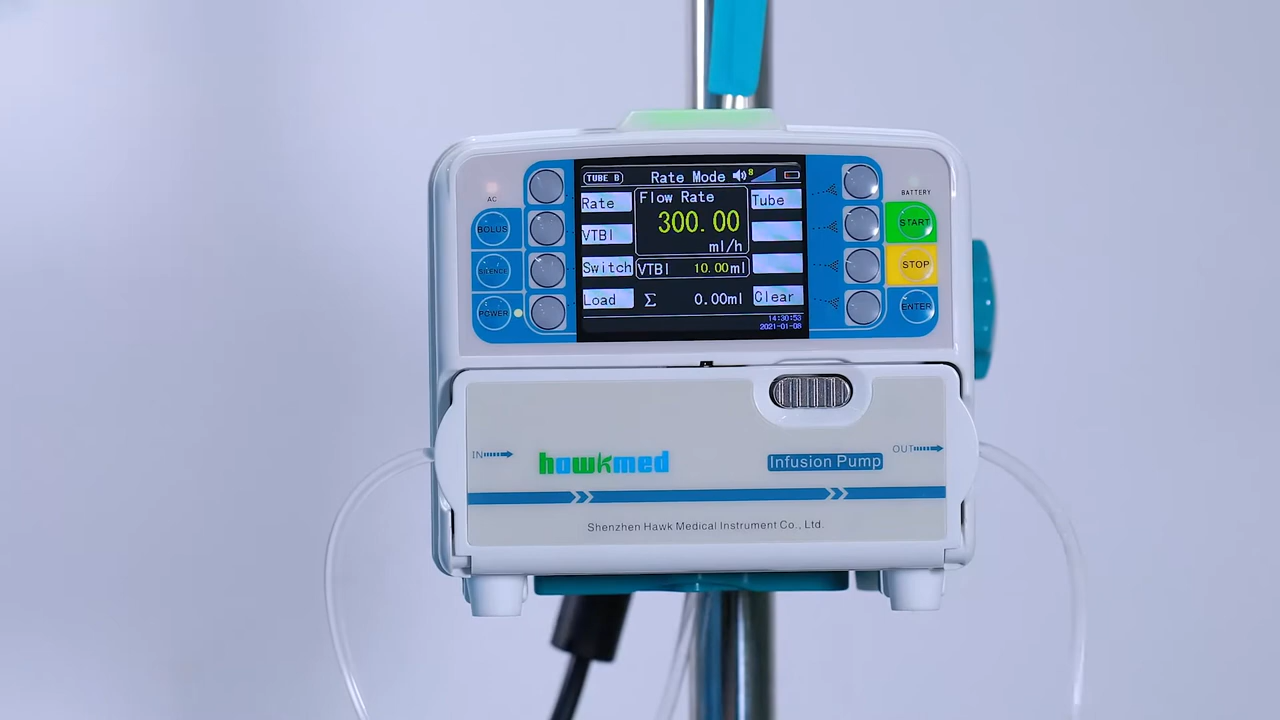 TUBE B Rate Mode 8
AC
BATTERY
Rate
Flow Rate
Tube
300.00
ml/h
BOLUS
START
VTBI
Switch
VTBI 10.00ml
SILENCE
STOP
Load
Σ 0.00ml
Clear
POWER
ENTER
14:30:53
2021-01-08
IN
howkmed
Infusion Pump
OUT
Shenzhen Hawk Medical Instrument Co., Ltd.